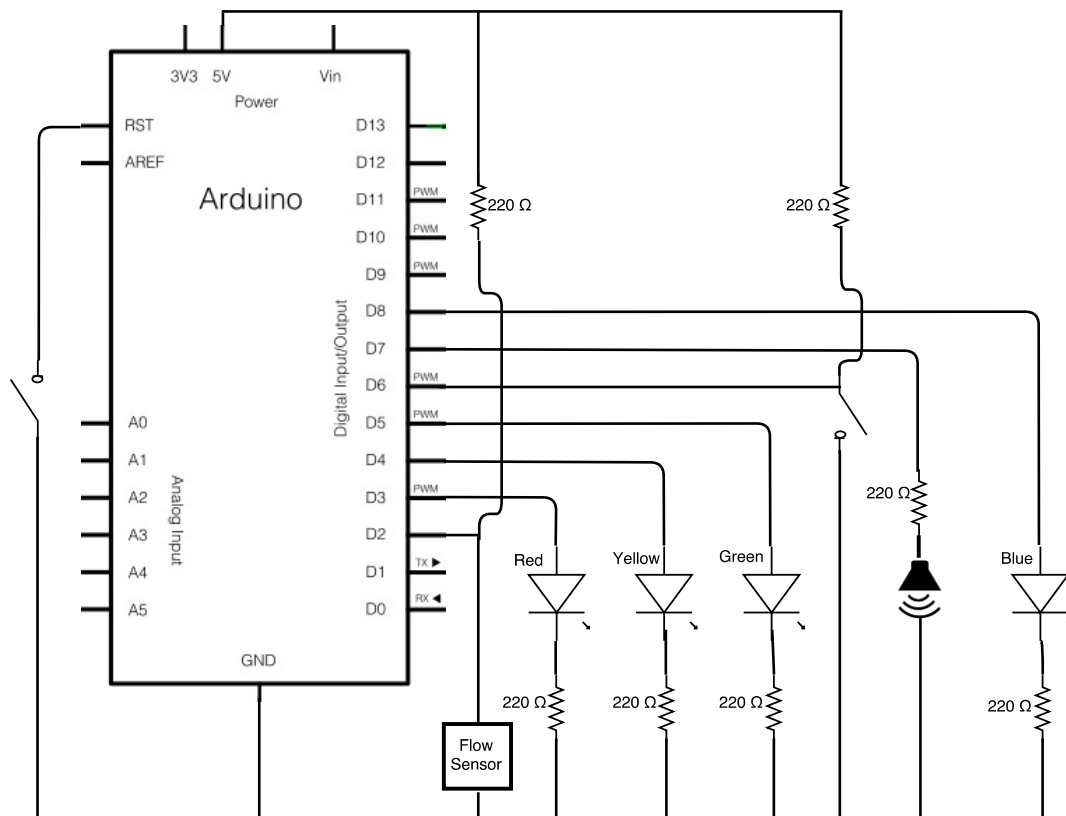 3V3 5V Vin
Power
RST D13
AREF D12
Arduino
PWM D11
PWM D10
PWM D9
D8
D7
PWM D6
PWM D5
D4
PWM D3
D2
TX ► D1
RX ◄ D0
Digital Input/Output
A0
A1
A2
A3
A4
A5
Analog Input
GND
220 Ω
220 Ω
220 Ω
Red
Yellow
Green
Blue
220 Ω
220 Ω
220 Ω
220 Ω
Flow
Sensor